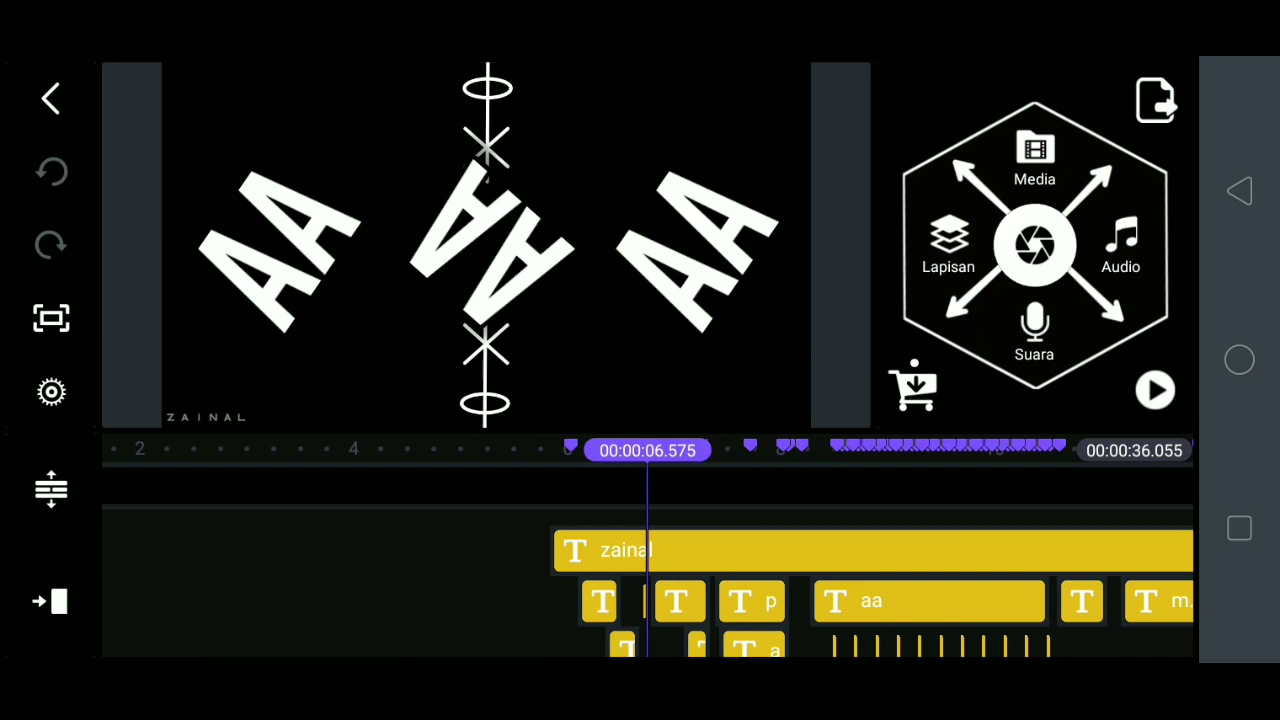 AA
AA
AA
ZAINAL
Media
Lapisan
Audio
Suara
2
4
00:00:06.575
00:00:36.055
T zainal
T
T
T p
T aa
T
T m.
T
T
T a